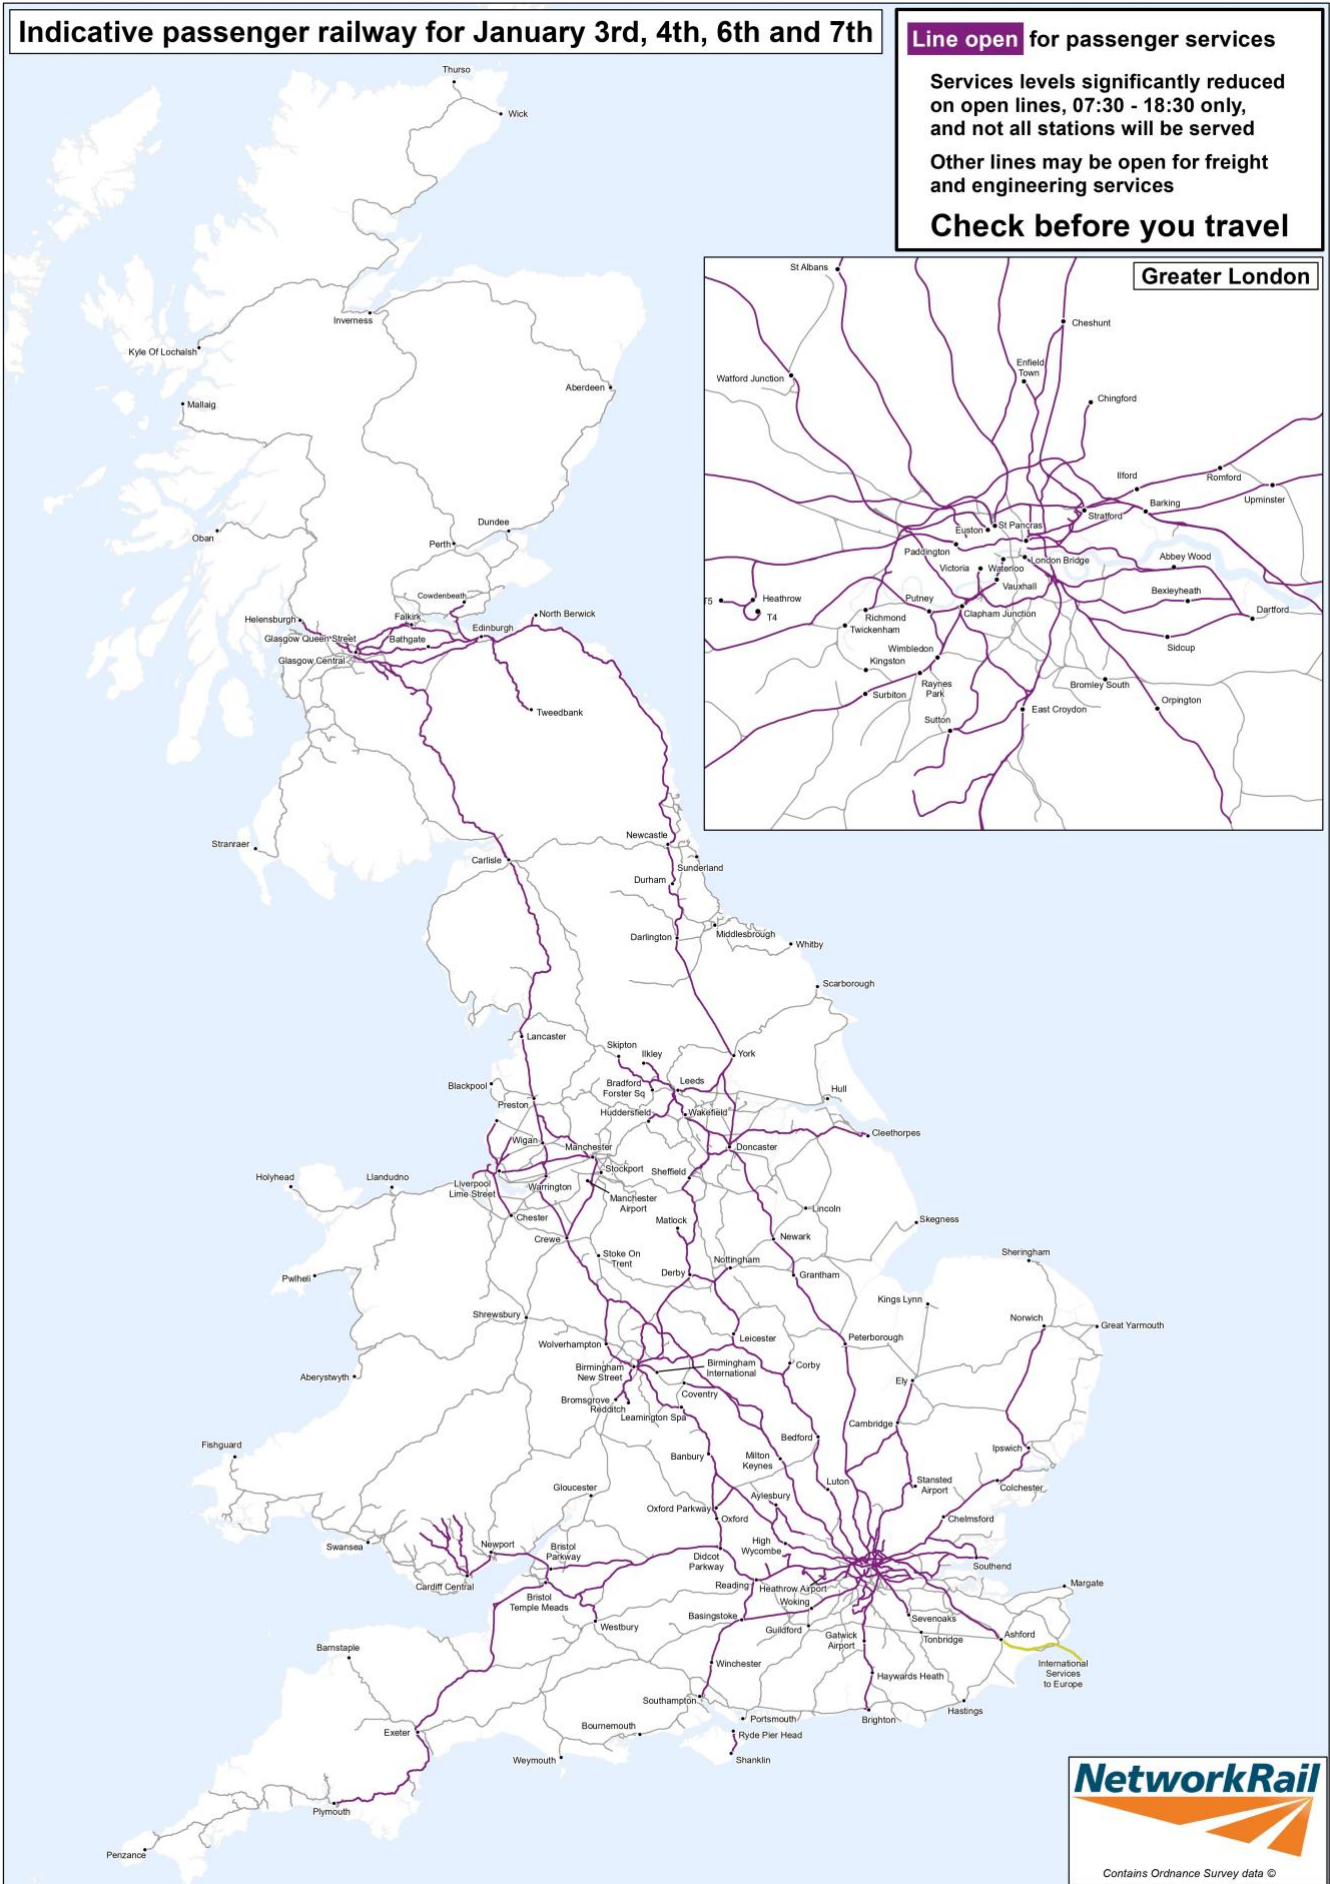 Indicative passenger railway for January 3rd, 4th, 6th and 7th
Line open for passenger services
Services levels significantly reduced
on open lines, 07:30 - 18:30 only,
and not all stations will be served
Other lines may be open for freight
and engineering services
Check before you travel
Greater London
St Albans
Cheshunt
Enfield
Town
Watford Junction
Chingford
Ilford
Romford
Upminster
Barking
Stratford
Euston
St Pancras
Paddington
London Bridge
Abbey Wood
Victoria
Waterloo
Vauxhall
Bexleyheath
T5
Heathrow
T4
Putney
Clapham Junction
Dartford
Richmond
Twickenham
Sidcup
Wimbledon
Kingston
Raynes
Park
Bromley South
Surbiton
Orpington
East Croydon
Sutton
Thurso
Wick
Inverness
Kyle Of Lochalsh
Aberdeen
Mallaig
Dundee
Oban
Perth
Cowdenbeath
Helensburgh
Falkirk
North Berwick
Edinburgh
Glasgow Queen Street
Bathgate
Glasgow Central
Tweedbank
Newcastle
Stranraer
Carlisle
Sunderland
Durham
Darlington
Middlesbrough
Whitby
Scarborough
Lancaster
Skipton
Ilkley
York
Blackpool
Bradford
Forster Sq
Leeds
Hull
Preston
Huddersfield
Wakefield
Cleethorpes
Wigan
Manchester
Doncaster
Stockport
Sheffield
Holyhead
Llandudno
Liverpool
Lime Street
Warrington
Manchester
Airport
Lincoln
Chester
Matlock
Skegness
Crewe
Newark
Stoke On
Trent
Nottingham
Sheringham
Pwlheli
Derby
Grantham
Kings Lynn
Shrewsbury
Norwich
Great Yarmouth
Wolverhampton
Leicester
Peterborough
Birmingham
New Street
Birmingham
International
Corby
Aberystwyth
Ely
Coventry
Bromsgrove
Redditch
Leamington Spa
Cambridge
Fishguard
Bedford
Ipswich
Banbury
Milton
Keynes
Gloucester
Luton
Stansted
Airport
Colchester
Aylesbury
Oxford Parkway
Oxford
Chelmsford
Swansea
Newport
Bristol
Parkway
High
Wycombe
Didcot
Parkway
Southend
Cardiff Central
Reading
Heathrow Airport
Margate
Bristol
Temple Meads
Woking
Basingstoke
Sevenoaks
Westbury
Guildford
Gatwick
Airport
Tonbridge
Ashford
Barnstaple
International
Services
to Europe
Winchester
Haywards Heath
Southampton
Hastings
Portsmouth
Brighton
Exeter
Bournemouth
Ryde Pier Head
Weymouth
Shanklin
Plymouth
Penzance
NetworkRail
Contains Ordnance Survey data ©